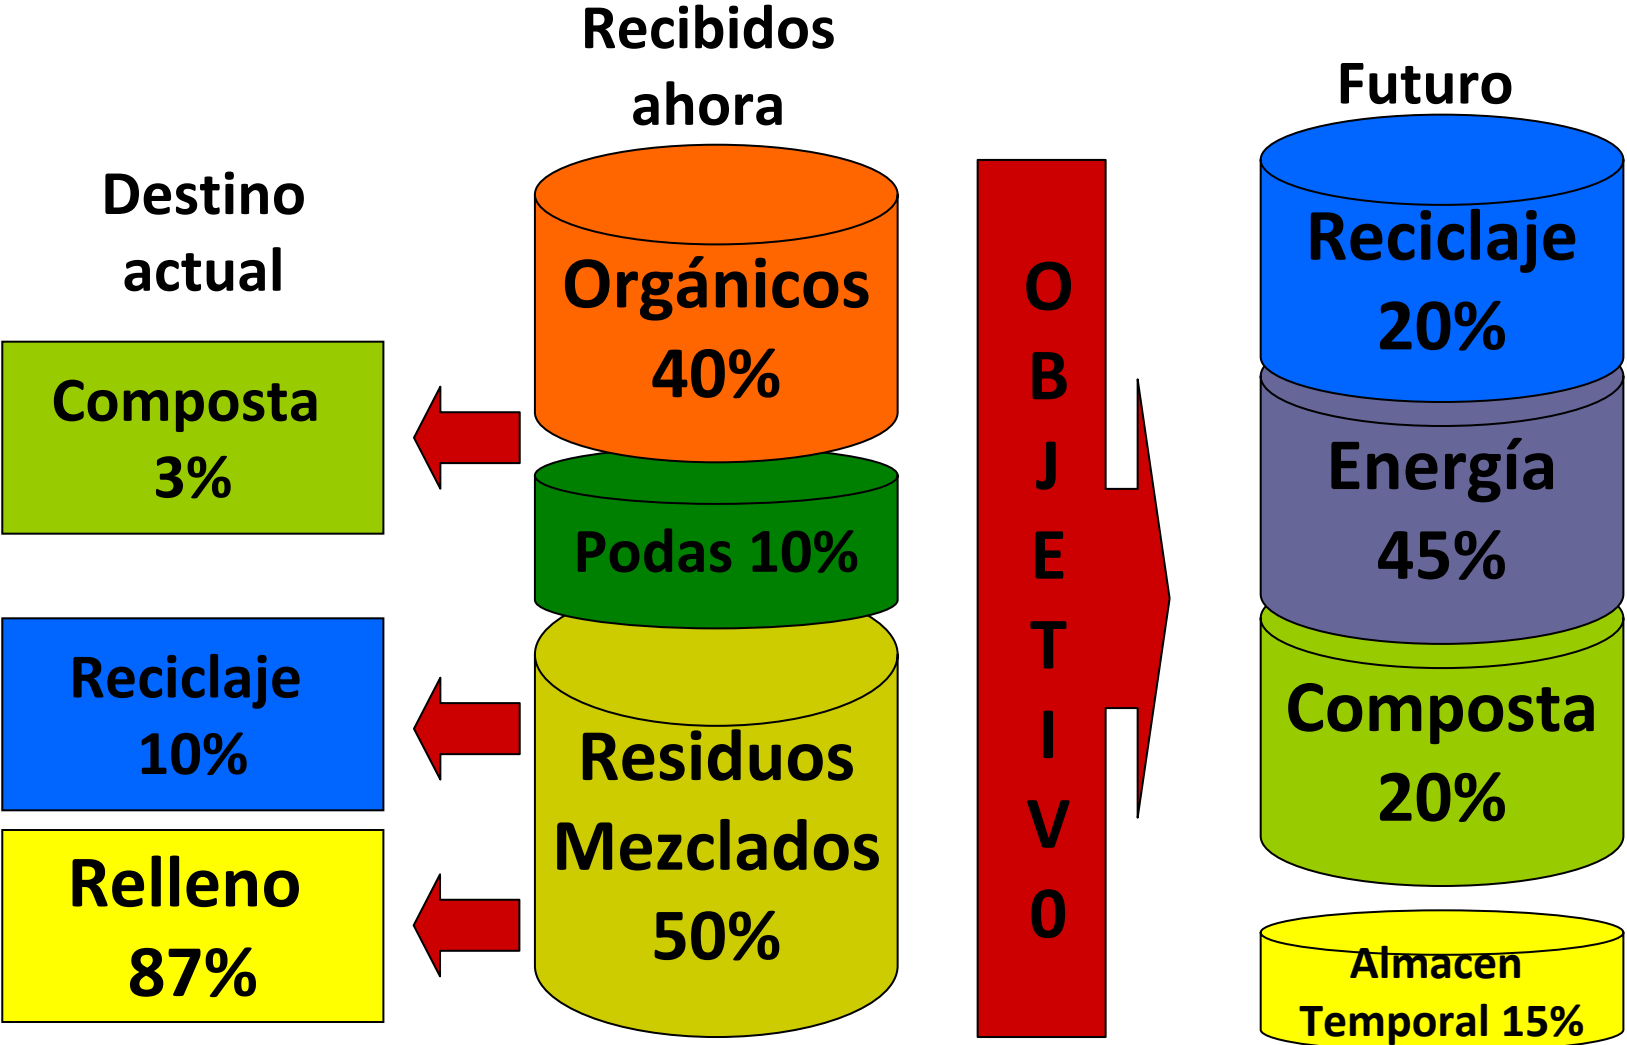 Destino
actual
Composta
3%
Reciclaje
10%
Relleno
87%
Recibidos
ahora
Orgánicos
40%
Podas 10%
Residuos
Mezclados
50%
O
B
J
E
T
I
V
0
Futuro
Reciclaje
20%
Energía
45%
Composta
20%
Almacen
Temporal 15%